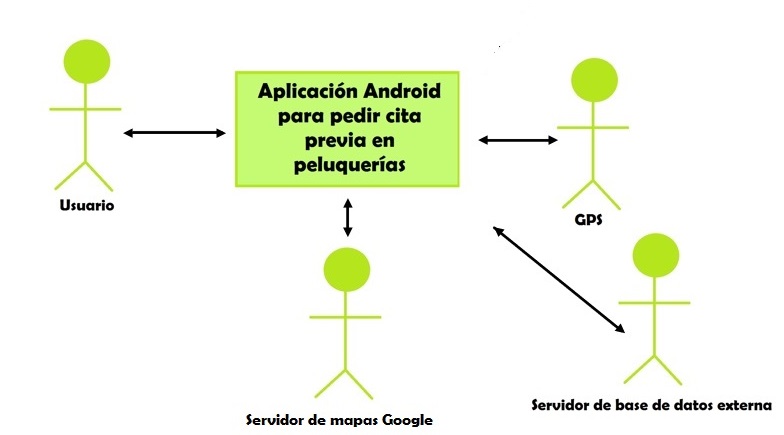 Aplicación Android
para pedir cita
previa en
peluquerías
Usuario
GPS
Servidor de mapas Google
Servidor de base de datos externa